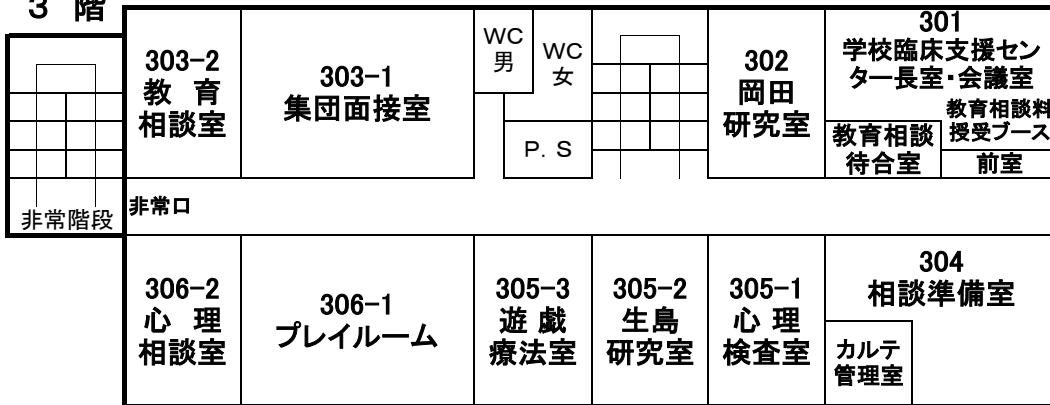 3 階
303-2
教 育
相談室
303-1
集団面接室
WC
男
WC
女
P. S
302
岡田
研究室
301
学校臨床支援セン
ター長室・会議室
教育相談料
授受ブース
教育相談
待合室
前室
非常階段
非常口
306-2
心 理
相談室
306-1
プレイルーム
305-3
遊 戯
療法室
305-2
生島
研究室
305-1
心 理
検査室
304
相談準備室
カルテ
管理室